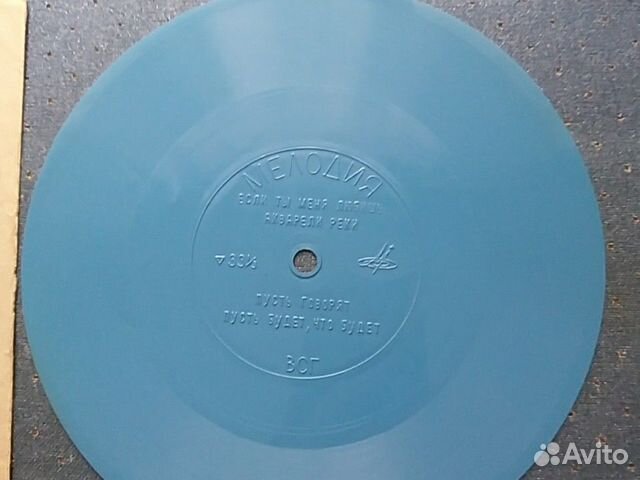 МЕЛОДИЯ
ЕСЛИ ТЫ МЕНЯ ЛЮБИШЬ
АКВАРЕЛИ РЕКИ
▽33⅓
ПУСТЬ ГОВОРЯТ
ПУСТЬ БУДЕТ, ЧТО БУДЕТ
ВСГ
Avito